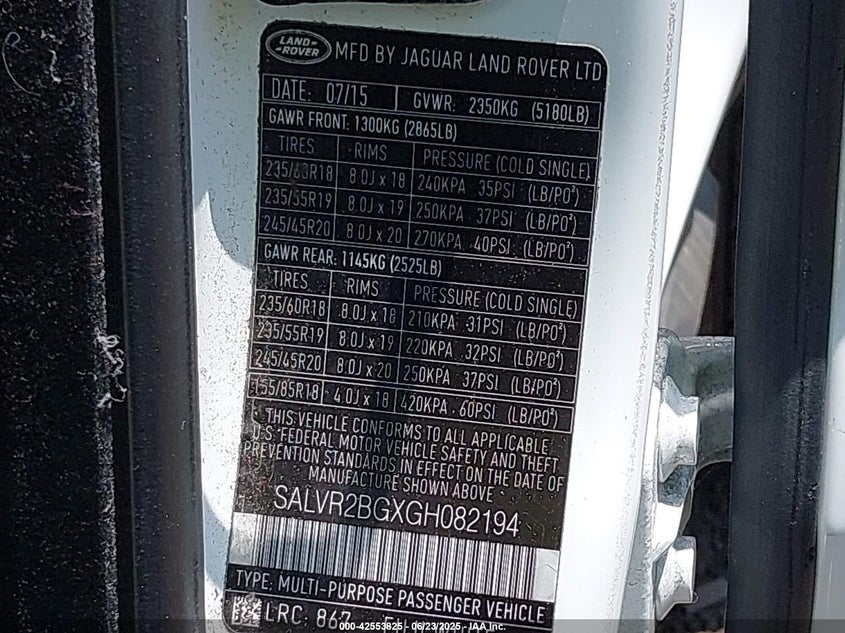 LAND-ROVER
MFD BY JAGUAR LAND ROVER LTD
DATE: 07/15 GVWR: 2350KG (5180LB)
GAWR FRONT: 1300KG (2865LB)
TIRES RIMS PRESSURE (COLD SINGLE)
235/60R18 8.0J x 18 240KPA 35PSI (LB/PO²)
235/55R19 8.0J x 19 250KPA 37PSI (LB/PO²)
245/45R20 8.0J x 20 270KPA 40PSI (LB/PO²)
GAWR REAR: 1145KG (2525LB)
TIRES RIMS PRESSURE (COLD SINGLE)
235/60R18 8.0J x 18 210KPA 31PSI (LB/PO²)
235/55R19 8.0J x 19 220KPA 32PSI (LB/PO²)
245/45R20 8.0J x 20 250KPA 37PSI (LB/PO²)
155/85R18 4.0J x 18 420KPA 60PSI (LB/PO²)
THIS VEHICLE CONFORMS TO ALL APPLICABLE
U.S. FEDERAL MOTOR VEHICLE SAFETY AND THEFT
PREVENTION STANDARDS IN EFFECT ON THE DATE OF
MANUFACTURE SHOWN ABOVE
SALVR2BGXGH082194
TYPE: MULTI-PURPOSE PASSENGER VEHICLE
LRC: 867
000-42553825 - 06/23/2025 - IAA, Inc.